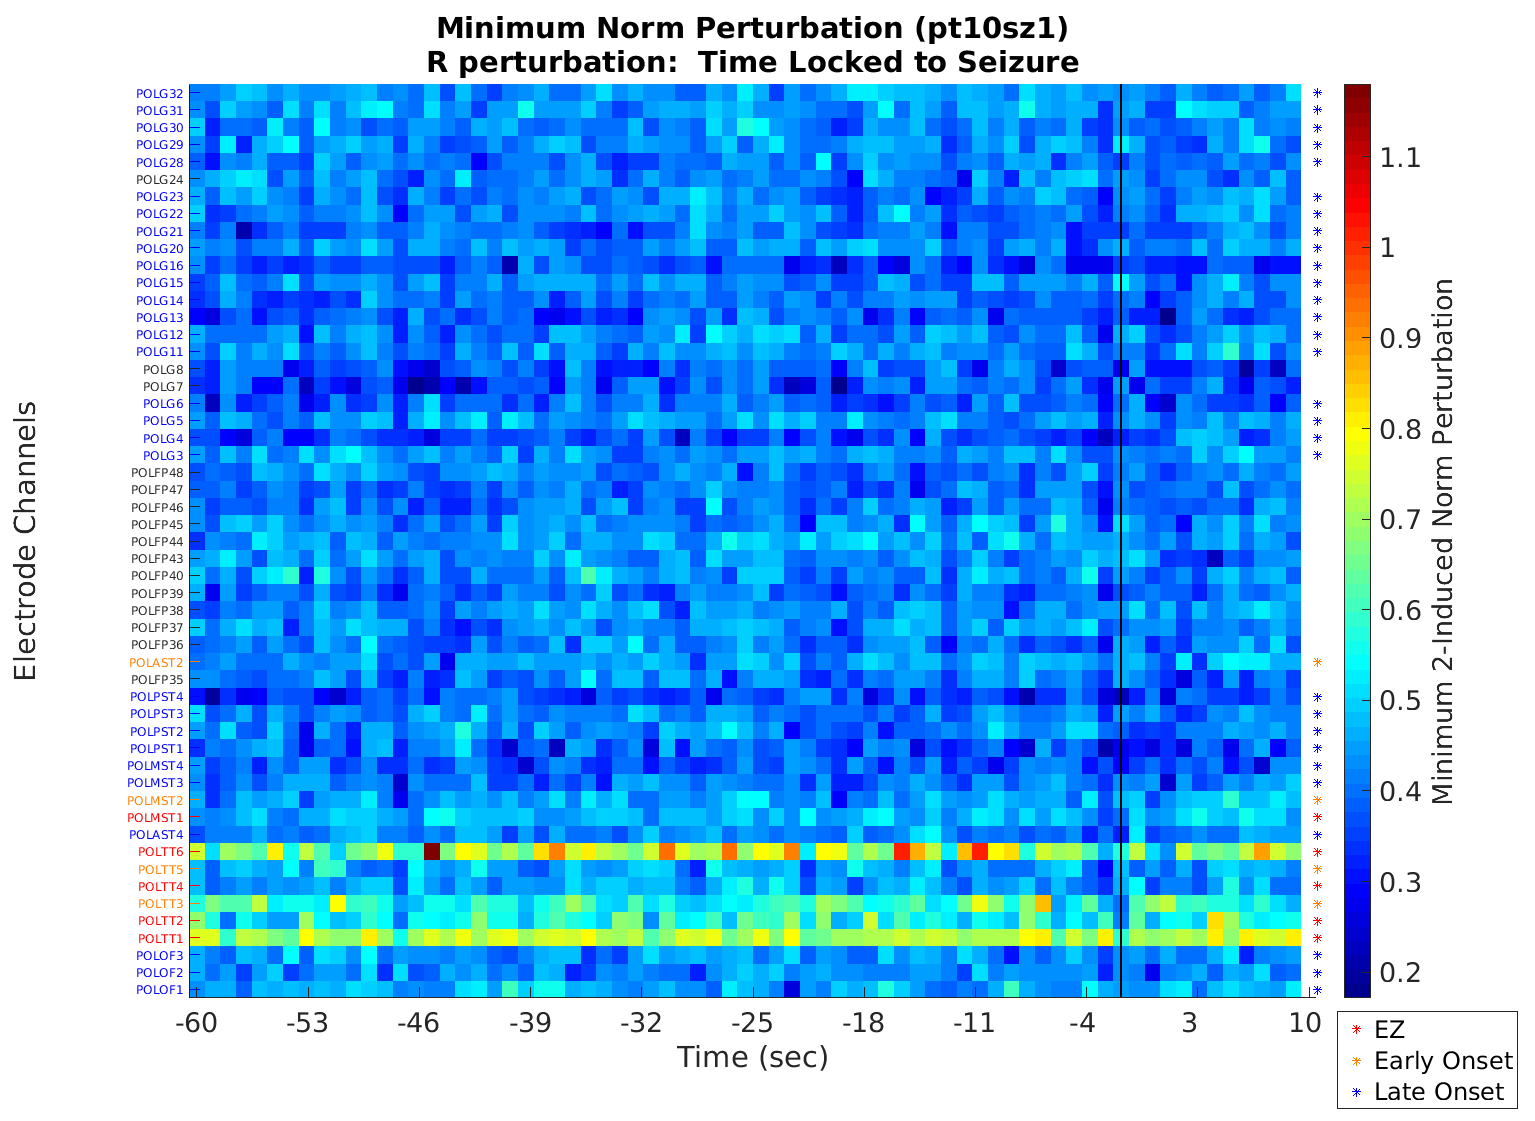 Minimum Norm Perturbation (pt10sz1)
R perturbation:  Time Locked to Seizure
Electrode Channels
POLG32
POLG31
POLG30
POLG29
POLG28
POLG24
POLG23
POLG22
POLG21
POLG20
POLG16
POLG15
POLG14
POLG13
POLG12
POLG11
POLG8
POLG7
POLG6
POLG5
POLG4
POLG3
POLFP48
POLFP47
POLFP46
POLFP45
POLFP44
POLFP43
POLFP40
POLFP39
POLFP38
POLFP37
POLFP36
POLAST2
POLFP35
POLPST4
POLPST3
POLPST2
POLPST1
POLMST4
POLMST3
POLMST2
POLMST1
POLAST4
POLTT6
POLTT5
POLTT4
POLTT3
POLTT2
POLTT1
POLOF3
POLOF2
POLOF1
-60 -53 -46 -39 -32 -25 -18 -11 -4 3 10
Time (sec)
1.1
1
0.9
0.8
0.7
0.6
0.5
0.4
0.3
0.2
Minimum 2-Induced Norm Perturbation
EZ
Early Onset
Late Onset